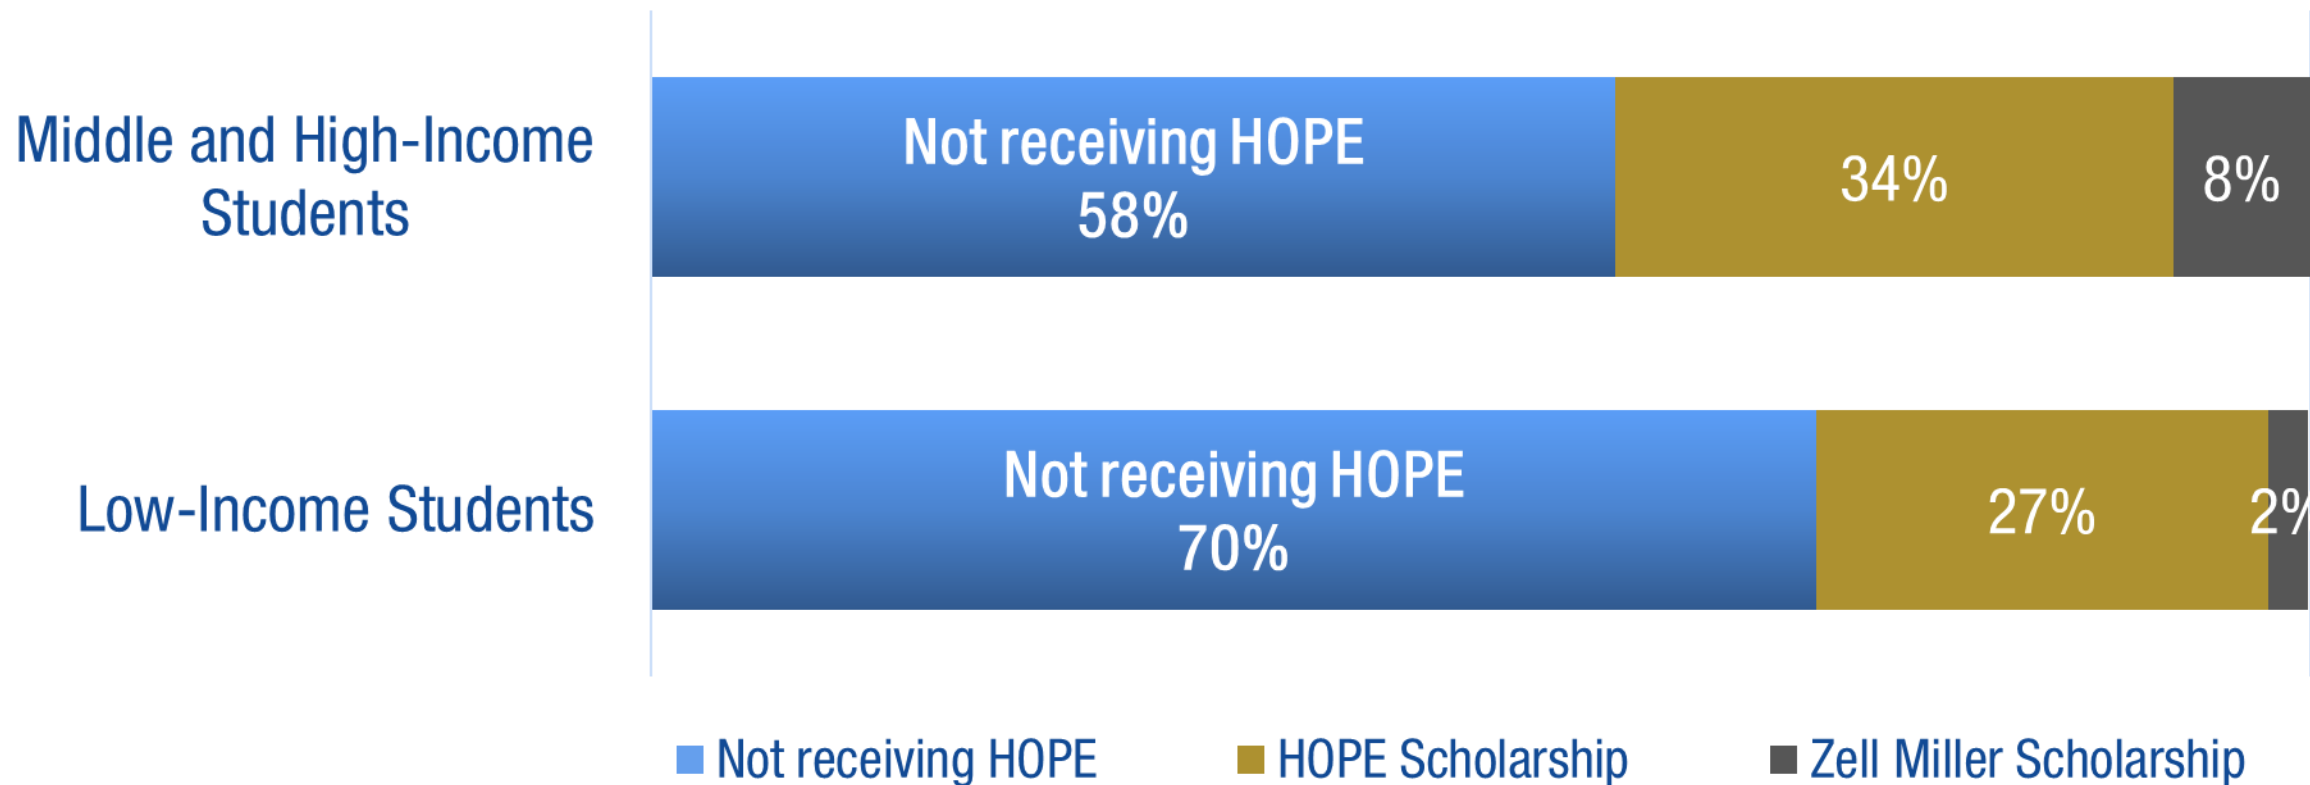 Middle and High-Income
Students
Not receiving HOPE
58%
34%
8%
Low-Income Students
Not receiving HOPE
70%
27%
2%
Not receiving HOPE
HOPE Scholarship
Zell Miller Scholarship